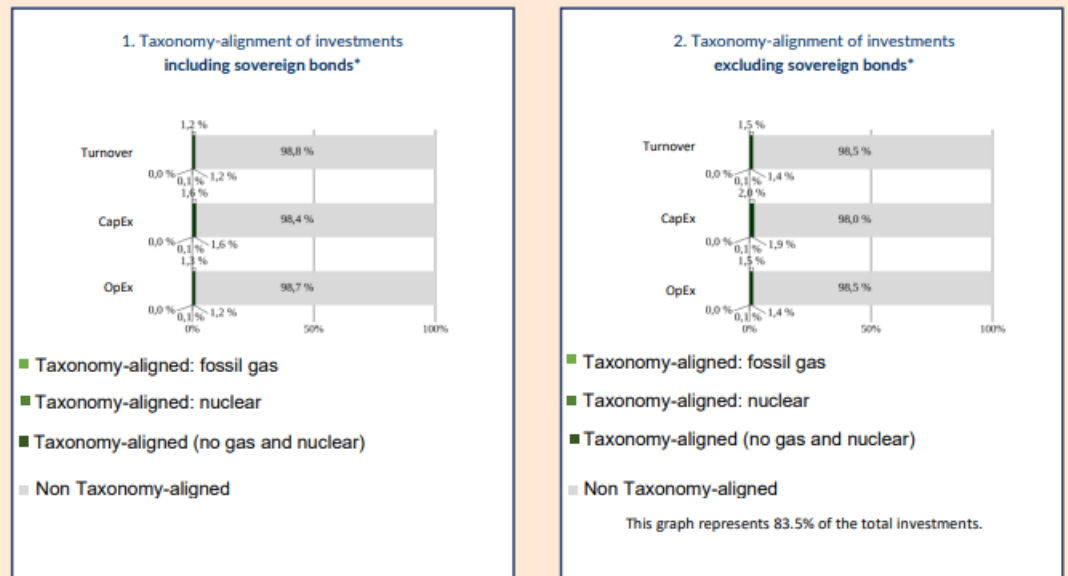 1. Taxonomy-alignment of investments
including sovereign bonds*
1,2 %
Turnover
98,8 %
0,0 %
0,1 %
1,2 %
1,6 %
CapEx
98,4 %
0,0 %
0,1 %
1,6 %
1,3 %
OpEx
98,7 %
0,0 %
0,1 %
1,2 %
0%
50%
100%
Taxonomy-aligned: fossil gas
Taxonomy-aligned: nuclear
Taxonomy-aligned (no gas and nuclear)
Non Taxonomy-aligned
2. Taxonomy-alignment of investments
excluding sovereign bonds*
1,5 %
Turnover
98,5 %
0,0 %
0,1 %
1,4 %
2,0 %
CapEx
98,0 %
0,0 %
0,1 %
1,9 %
1,5 %
OpEx
98,5 %
0,0 %
0,1 %
1,4 %
0%
50%
100%
Taxonomy-aligned: fossil gas
Taxonomy-aligned: nuclear
Taxonomy-aligned (no gas and nuclear)
Non Taxonomy-aligned
This graph represents 83.5% of the total investments.